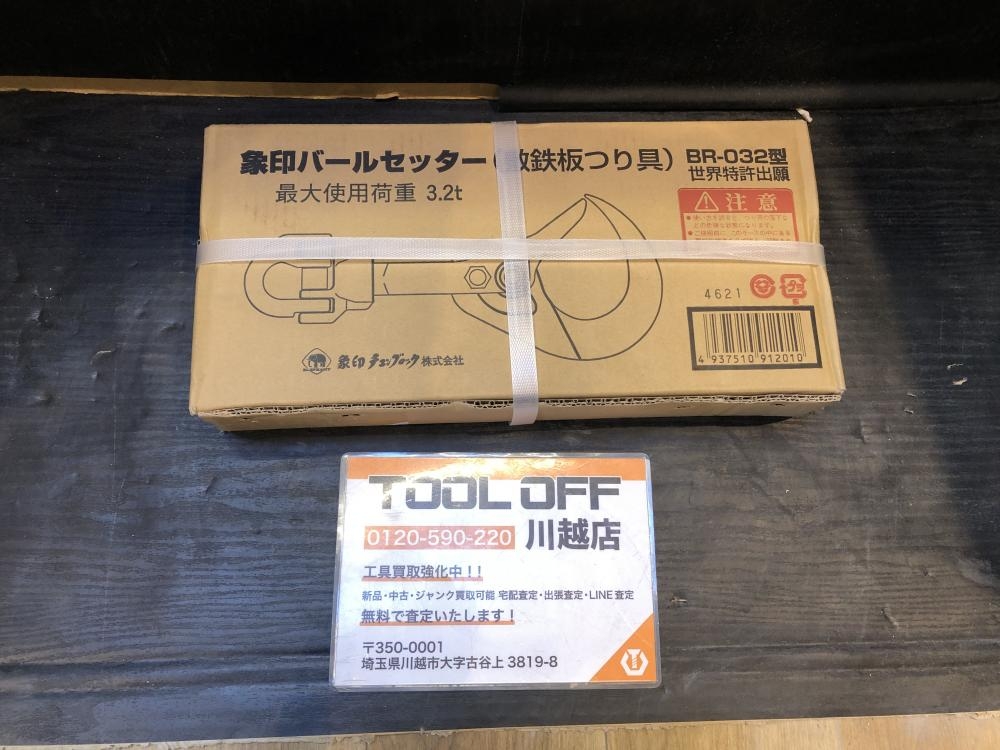 象印バールセッター(敷鉄板つり具) BR-032型
世界特許出願
最大使用荷重 3.2t
注意
4621
象印チェンブロック株式会社
4 937510 912010
TOOL OFF
0120-590-220 川越店
工具買取強化中!!
新品・中古・ジャンク買取可能 宅配査定・出張査定・LINE査定
無料で査定いたします!
〒350-0001
埼玉県川越市大字古谷上3819-8